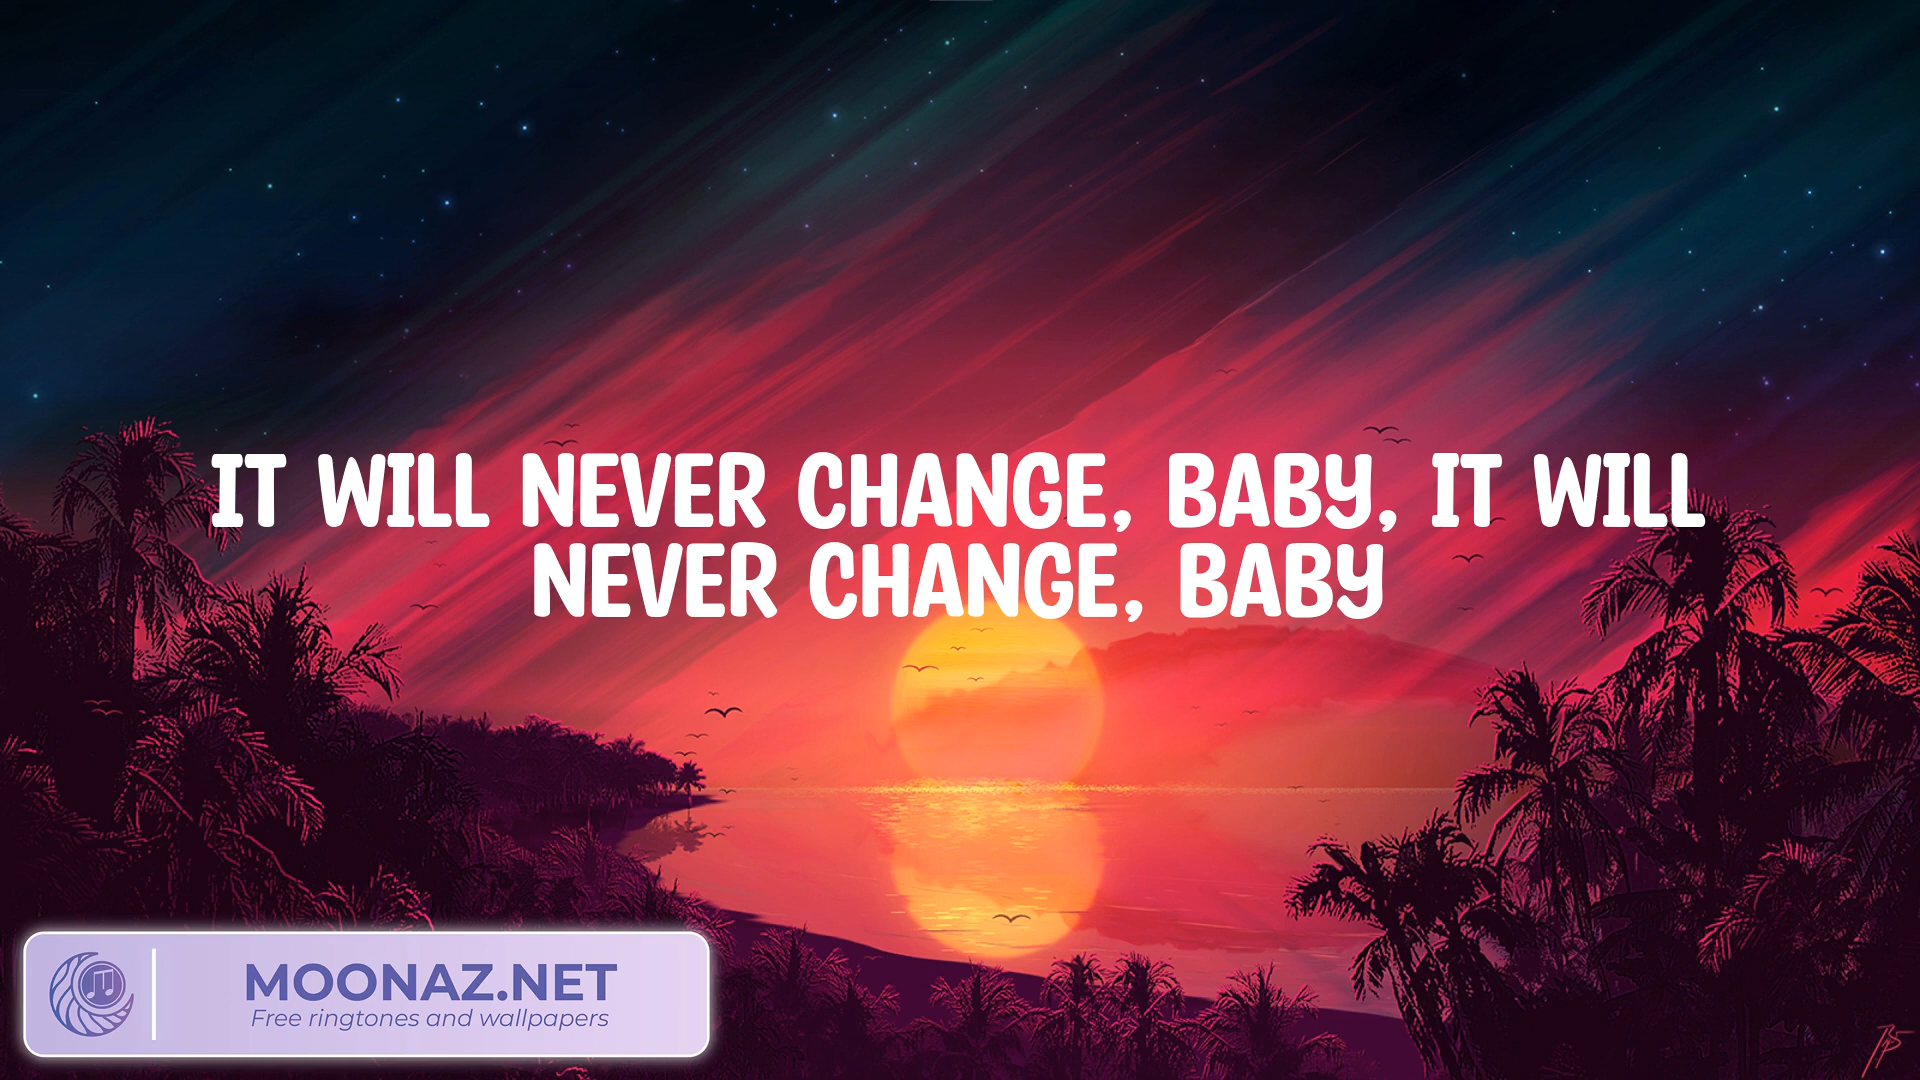 IT WILL NEVER CHANGE, BABY, IT WILL
NEVER CHANGE, BABY
MOONAZ.NET
Free ringtones and wallpapers